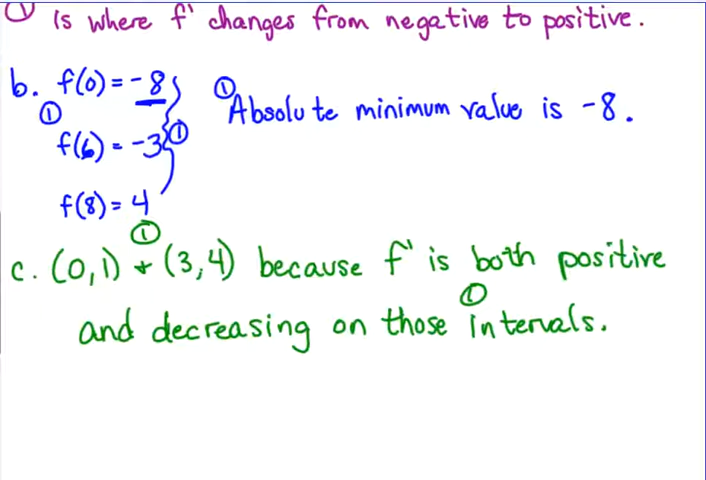 ① is where f' changes from negative to positive.
b. f(0) = -8 ① Absolute minimum value is -8.
①
f(6) = -3 ①
f(8) = 4
①
c. (0,1) + (3,4) because f' is both positive
①
and decreasing on those intervals.